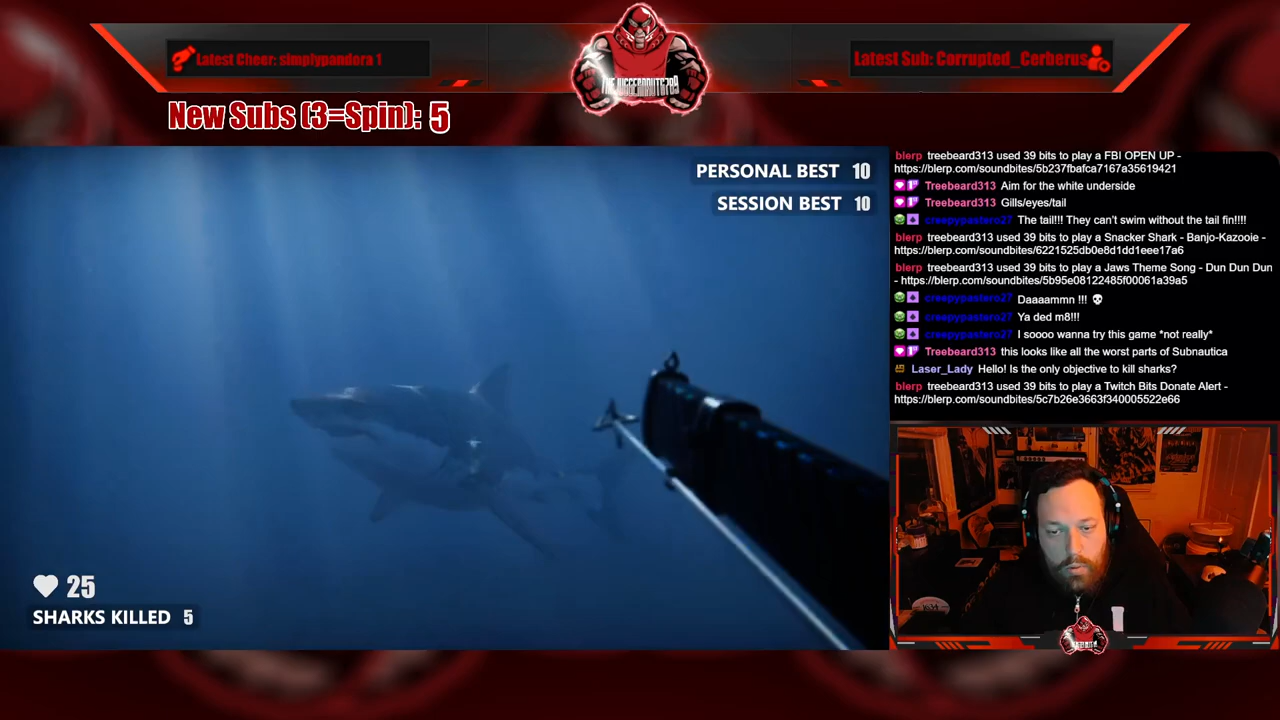 Latest Cheer: simplypandora 1
THEJUGGERNAUT6789
Latest Sub: Corrupted_Cerberus
New Subs (3=Spin): 5
PERSONAL BEST 10
SESSION BEST 10
25
SHARKS KILLED 5
blerp treebeard313 used 39 bits to play a FBI OPEN UP -
https://blerp.com/soundbites/5b237fbafca7167a35619421
Treebeard313 Aim for the white underside
Treebeard313 Gills/eyes/tail
creepypastero27 The tail!!! They can't swim without the tail fin!!!!
blerp treebeard313 used 39 bits to play a Snacker Shark - Banjo-Kazooie -
https://blerp.com/soundbites/6221525db0e8d1dd1eee17a6
blerp treebeard313 used 39 bits to play a Jaws Theme Song - Dun Dun Dun
- https://blerp.com/soundbites/5b95e08122485f00061a39a5
creepypastero27 Daaaammn !!! 💀
creepypastero27 Ya ded m8!!!
creepypastero27 I soooo wanna try this game *not really*
Treebeard313 this looks like all the worst parts of Subnautica
Laser_Lady Hello! Is the only objective to kill sharks?
blerp treebeard313 used 39 bits to play a Twitch Bits Donate Alert -
https://blerp.com/soundbites/5c7b26e3663f340005522e66